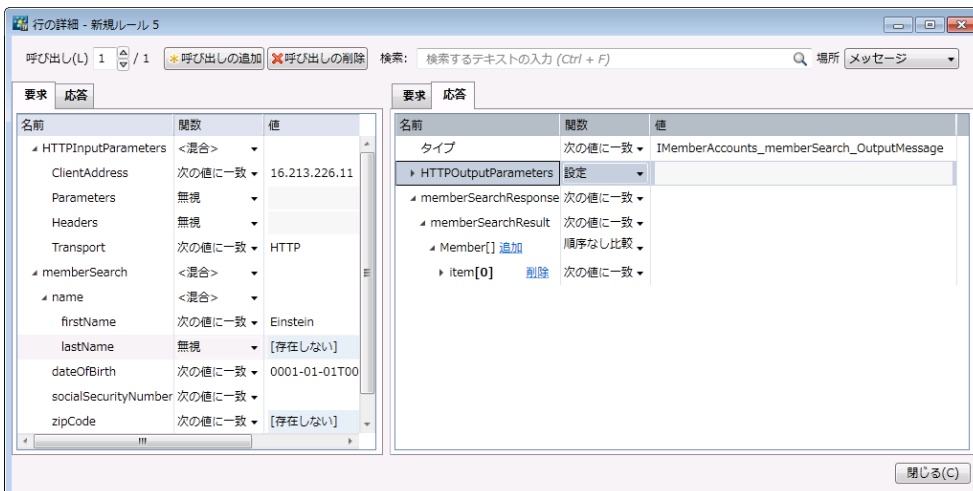 行の詳細 - 新規ルール 5
呼び出し(L) 1 / 1 呼び出しの追加 呼び出しの削除 検索: 検索するテキストの入力 (Ctrl + F) 場所 メッセージ
要求 応答
名前 関数 値
HTTPInputParameters <混合>
ClientAddress 次の値に一致 16.213.226.11
Parameters 無視
Headers 無視
Transport 次の値に一致 HTTP
memberSearch <混合>
name <混合>
firstName 次の値に一致 Einstein
lastName 無視 [存在しない]
dateOfBirth 次の値に一致 0001-01-01T00
socialSecurityNumber 次の値に一致
zipCode 次の値に一致 [存在しない]
要求 応答
名前 関数 値
タイプ 次の値に一致 IMemberAccounts_memberSearch_OutputMessage
HTTPOutputParameters 設定
memberSearchResponse 次の値に一致
memberSearchResult 次の値に一致
Member[] 追加 順序なし比較
item[0] 削除 次の値に一致
閉じる(C)